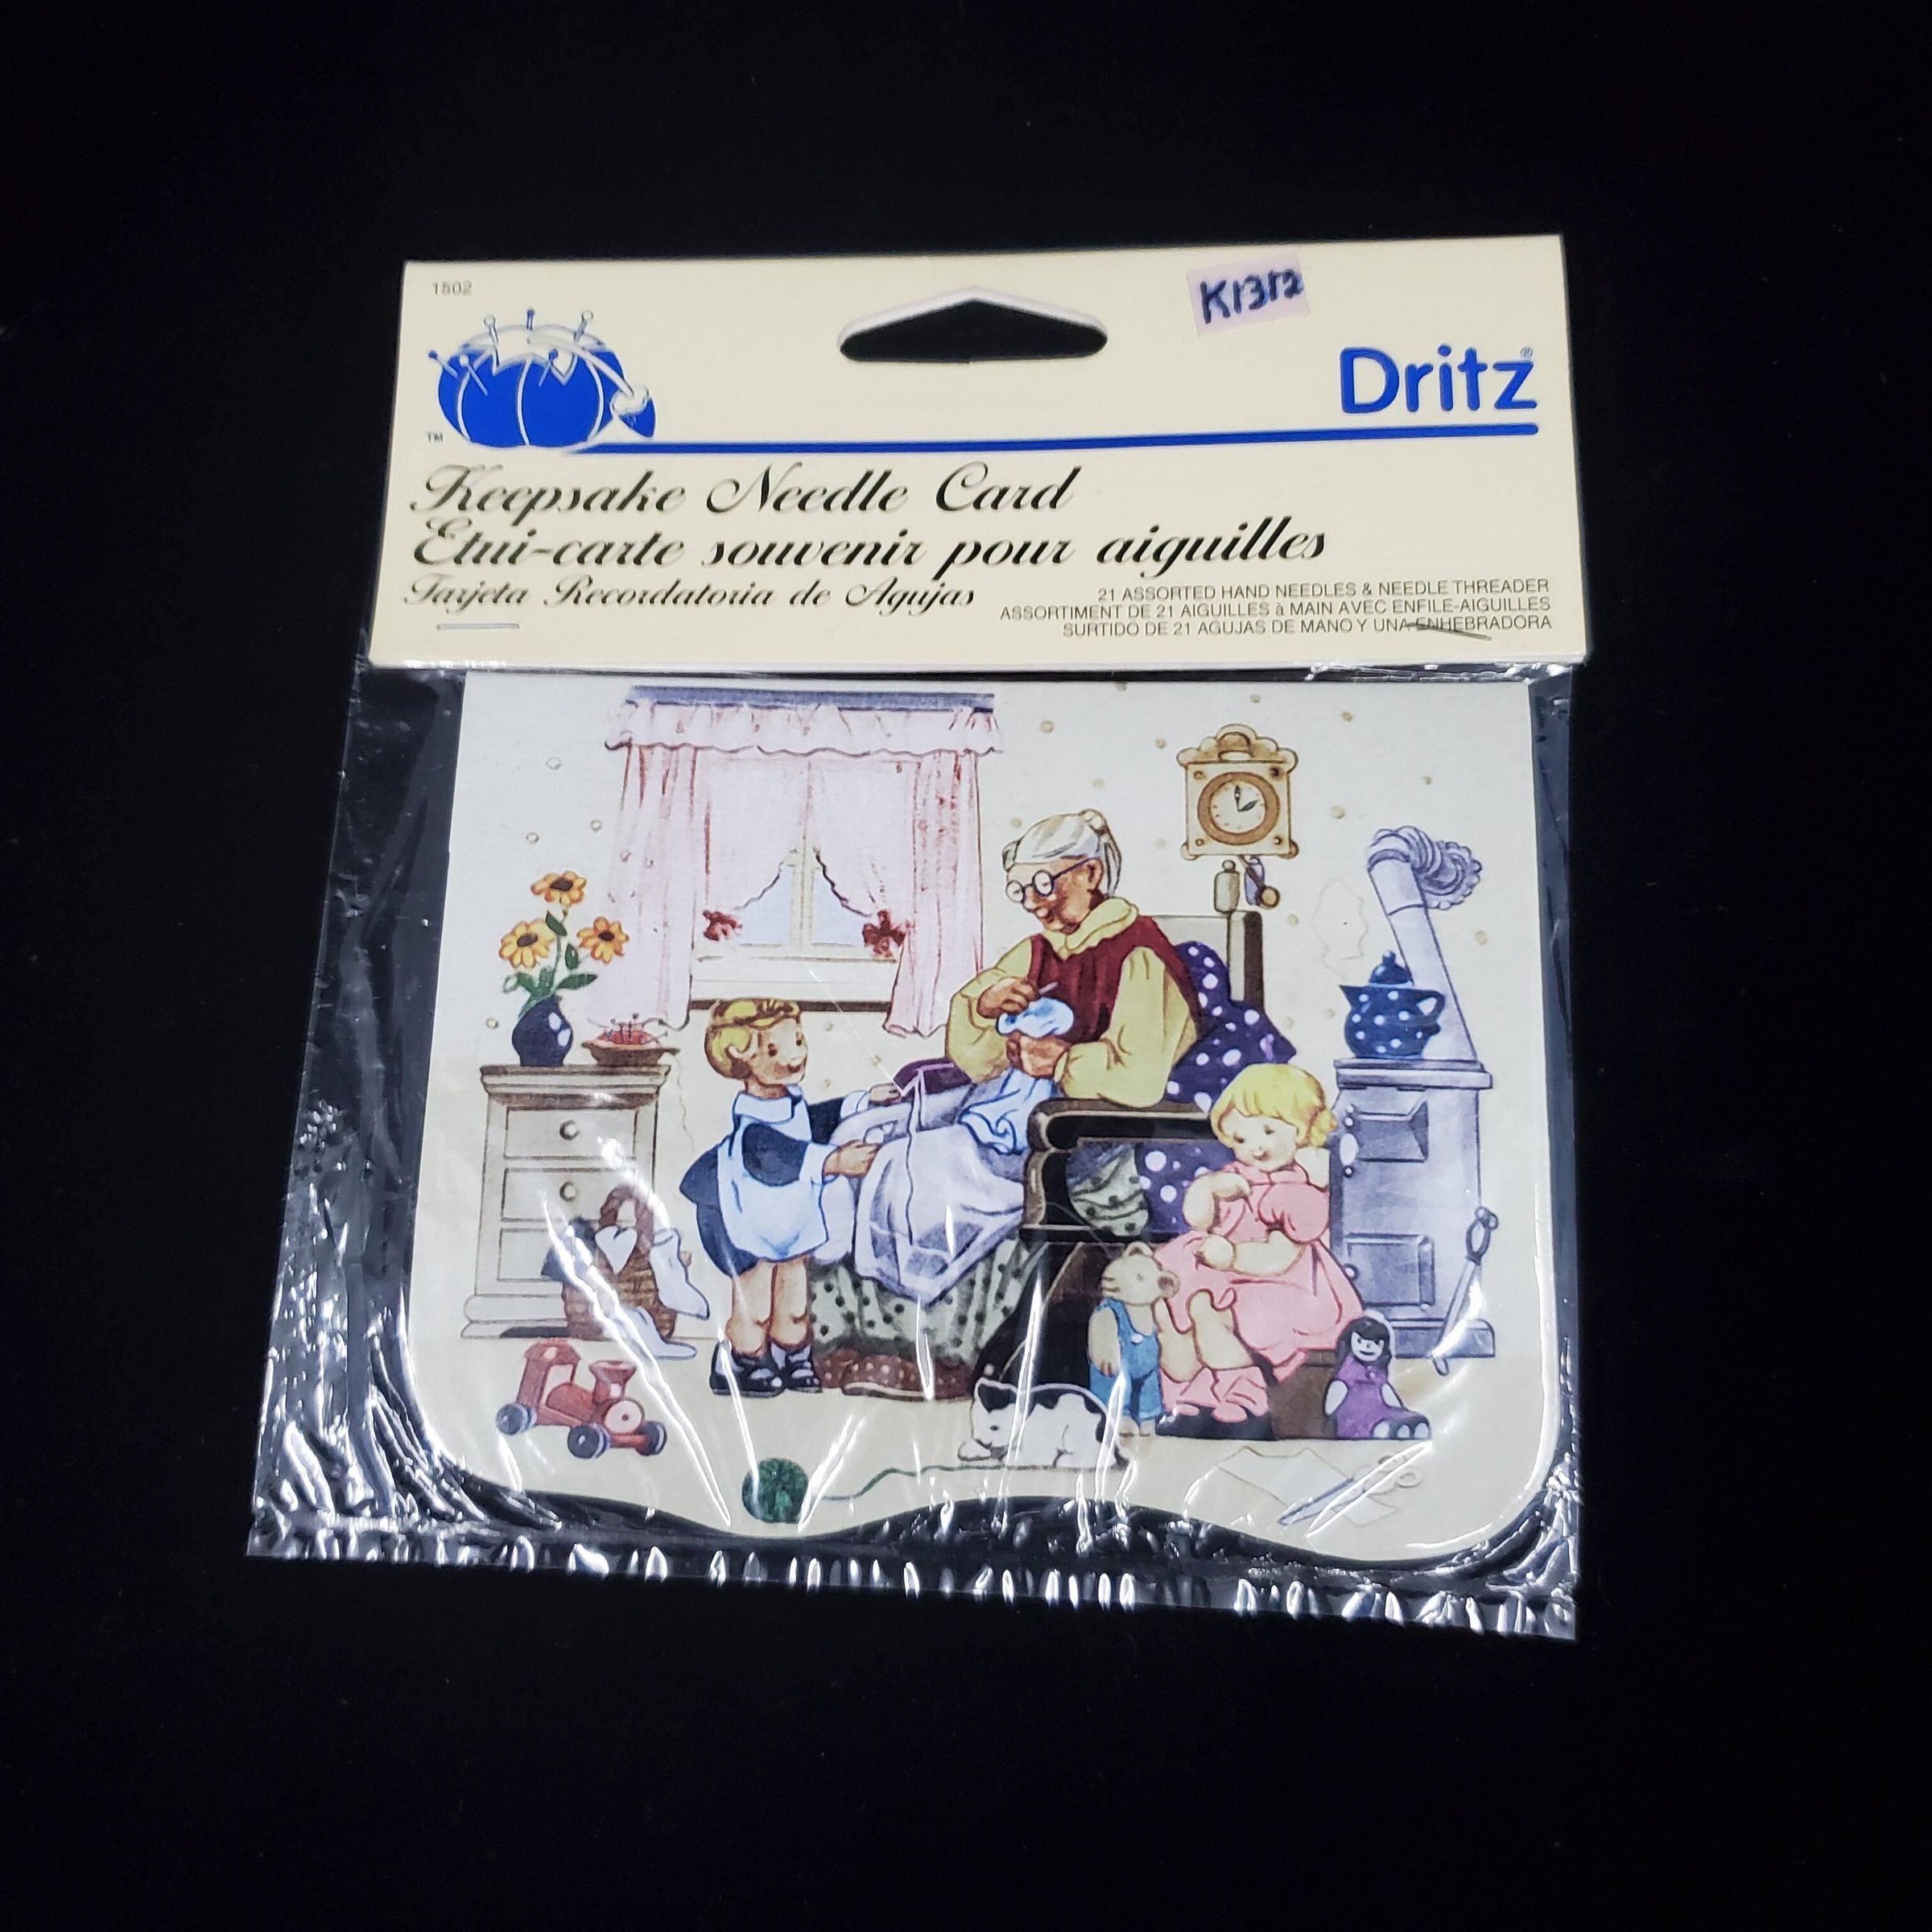 1502
K1312
Dritz®
TM
Keepsake Needle Card
Etui-carte souvenir pour aiguilles
Tarjeta Recordatoria de Agujas
21 ASSORTED HAND NEEDLES & NEEDLE THREADER
ASSORTIMENT DE 21 AIGUILLES à MAIN AVEC ENFILE-AIGUILLES
SURTIDO DE 21 AGUJAS DE MANO Y UNA ENHEBRADORA